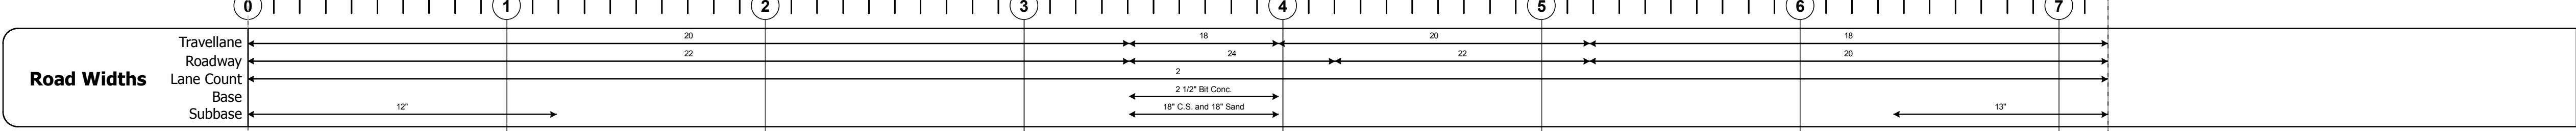 0 1 2 3 4 5 6 7
Road Widths
Travellane 20 18 20 18
Roadway 22 24 22 20
Lane Count 2
Base 2 1/2" Bit Conc.
Subbase 12" 18" C.S. and 18" Sand 13"